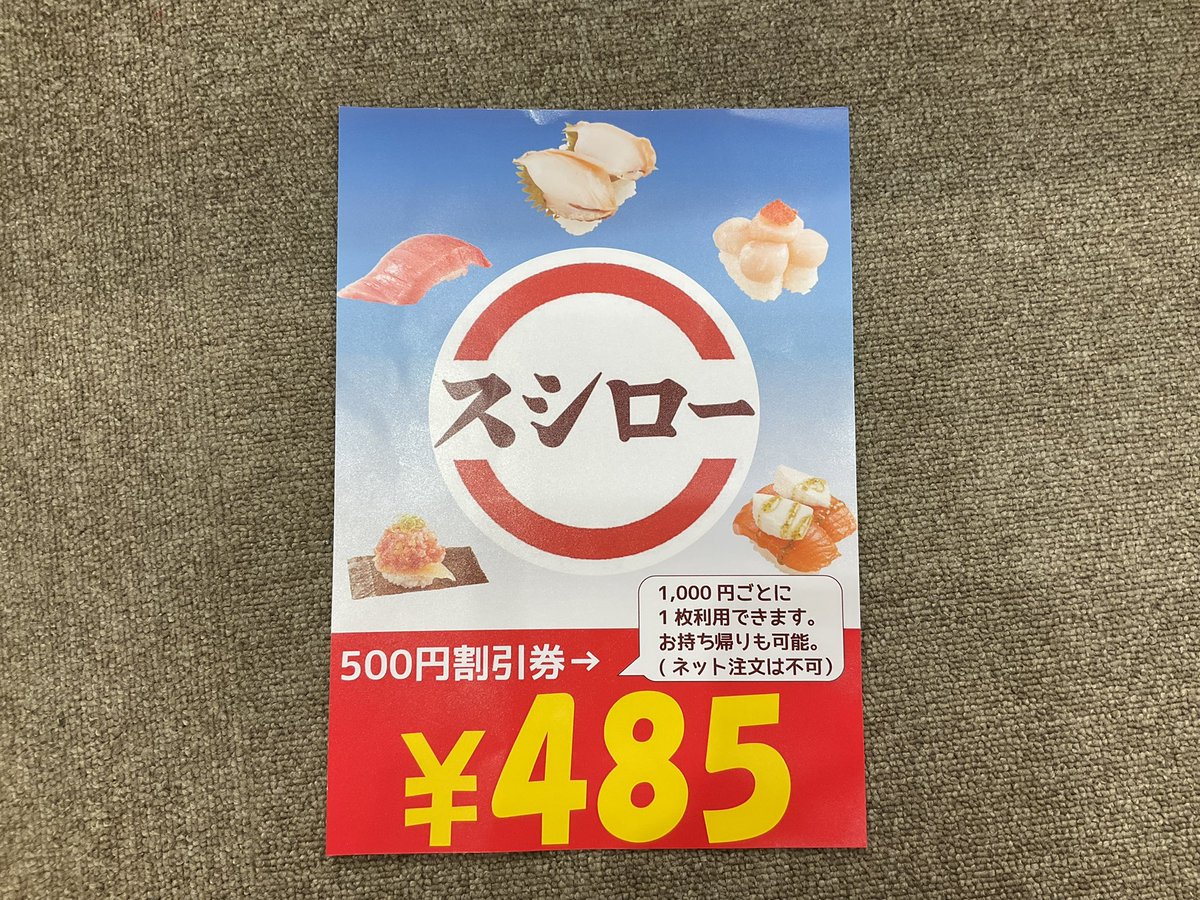 スシロー
1,000円ごとに
1枚利用できます。
お持ち帰りも可能。
(ネット注文は不可)
500円割引券→
¥485